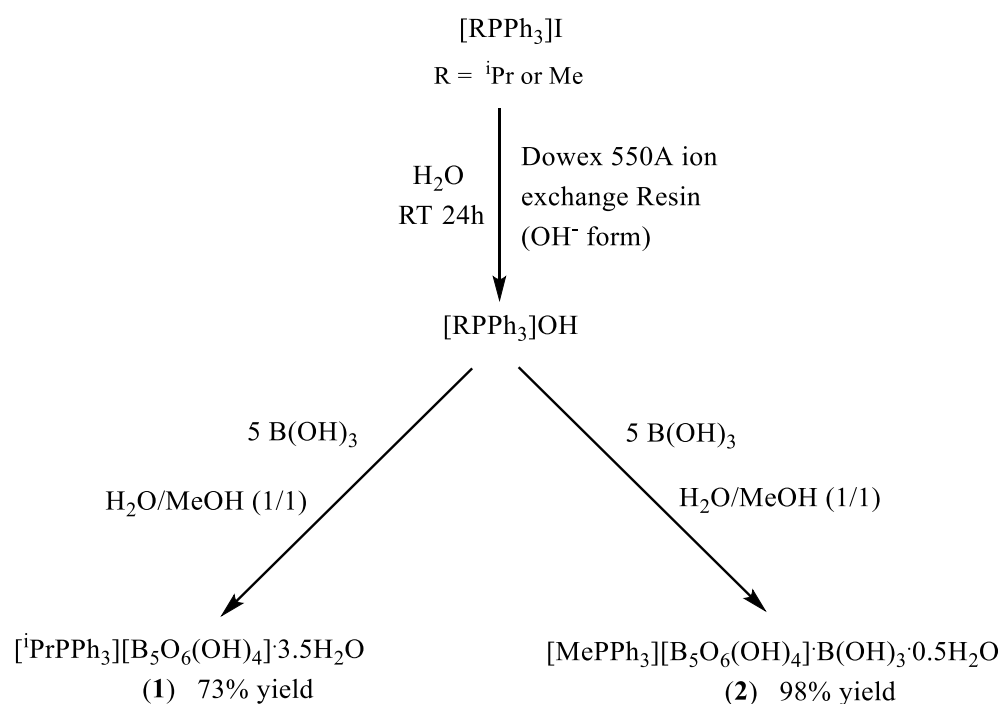 [RPPh₃]I
R = ⁱPr or Me
H₂O
RT 24h
Dowex 550A ion
exchange Resin
(OH⁻ form)
[RPPh₃]OH
5 B(OH)₃
H₂O/MeOH (1/1)
5 B(OH)₃
H₂O/MeOH (1/1)
[ⁱPrPPh₃][B₅O₆(OH)₄]·3.5H₂O
(1) 73% yield
[MePPh₃][B₅O₆(OH)₄]·B(OH)₃·0.5H₂O
(2) 98% yield